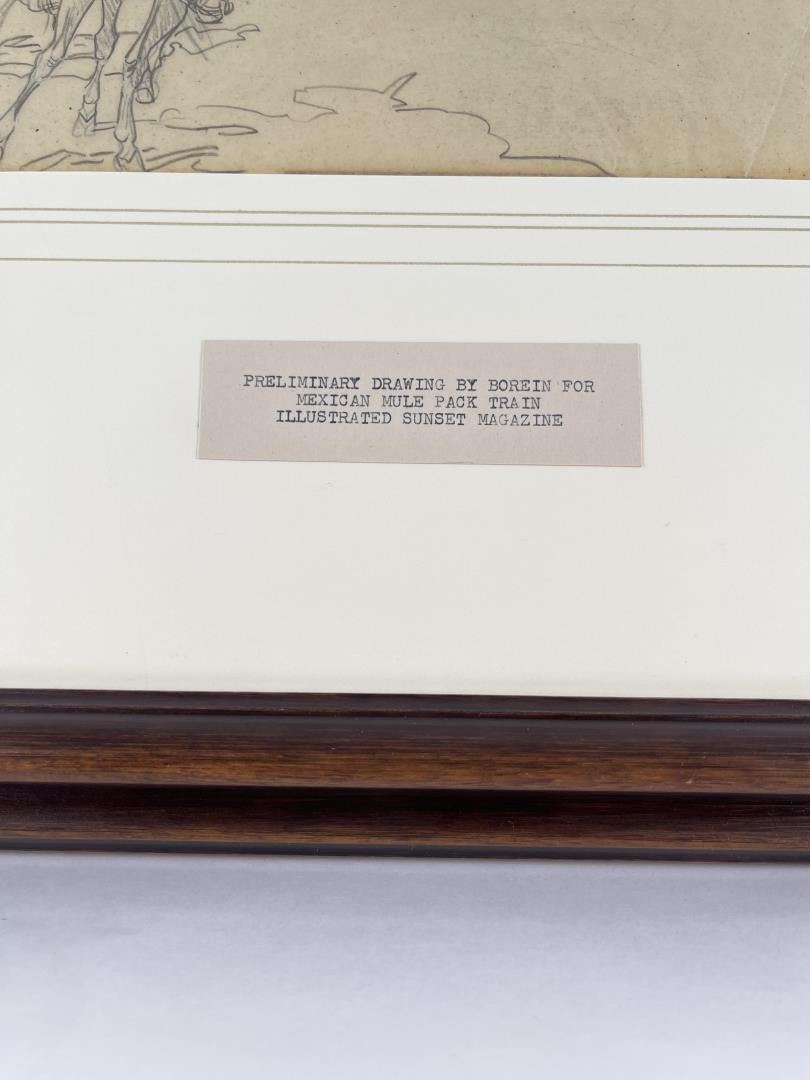 PRELIMINARY DRAWING BY BOREIN FOR
MEXICAN MULE PACK TRAIN
ILLUSTRATED SUNSET MAGAZINE